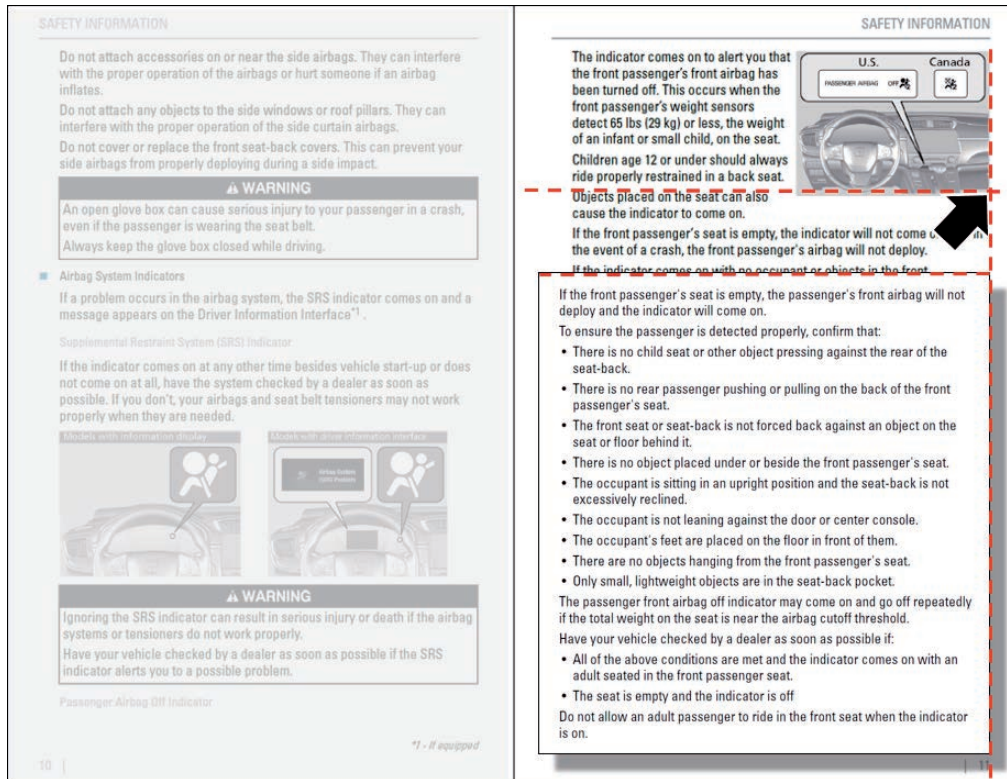 SAFETY INFORMATION
Do not attach accessories on or near the side airbags. They can interfere
with the proper operation of the airbags or hurt someone if an airbag
inflates.
Do not attach any objects to the side windows or roof pillars. They can
interfere with the proper operation of the side curtain airbags.
Do not cover or replace the front seat-back covers. This can prevent your
side airbags from properly deploying during a side impact.
WARNING
An open glove box can cause serious injury to your passenger in a crash,
even if the passenger is wearing the seat belt.
Always keep the glove box closed while driving.
Airbag System Indicators
If a problem occurs in the airbag system, the SRS indicator comes on and a
message appears on the Driver Information Interface*1 .
Supplemental Restraint System (SRS) Indicator
If the indicator comes on at any other time besides vehicle start-up or does
not come on at all, have the system checked by a dealer as soon as
possible. If you don't, your airbags and seat belt tensioners may not work
properly when they are needed.
Models with information display
Models with driver information interface
WARNING
Ignoring the SRS indicator can result in serious injury or death if the airbag
systems or tensioners do not work properly.
Have your vehicle checked by a dealer as soon as possible if the SRS
indicator alerts you to a possible problem.
Passenger Airbag Off Indicator
*1 - If equipped
10 |
SAFETY INFORMATION
The indicator comes on to alert you that
the front passenger's front airbag has
been turned off. This occurs when the
front passenger's weight sensors
detect 65 lbs (29 kg) or less, the weight
of an infant or small child, on the seat.
Children age 12 or under should always
ride properly restrained in a back seat.
U.S.
Canada
PASSENGER AIRBAG OFF
Objects placed on the seat can also
cause the indicator to come on.
If the front passenger's seat is empty, the indicator will not come in
the event of a crash, the front passenger's airbag will not deploy.
If the indicator comes on with no occupant or objects in the front
If the front passenger's seat is empty, the passenger's front airbag will not
deploy and the indicator will come on.
To ensure the passenger is detected properly, confirm that:
• There is no child seat or other object pressing against the rear of the
seat-back.
• There is no rear passenger pushing or pulling on the back of the front
passenger's seat.
• The front seat or seat-back is not forced back against an object on the
seat or floor behind it.
• There is no object placed under or beside the front passenger's seat.
• The occupant is sitting in an upright position and the seat-back is not
excessively reclined.
• The occupant is not leaning against the door or center console.
• The occupant's feet are placed on the floor in front of them.
• There are no objects hanging from the front passenger's seat.
• Only small, lightweight objects are in the seat-back pocket.
The passenger front airbag off indicator may come on and go off repeatedly
if the total weight on the seat is near the airbag cutoff threshold.
Have your vehicle checked by a dealer as soon as possible if:
• All of the above conditions are met and the indicator comes on with an
adult seated in the front passenger seat.
• The seat is empty and the indicator is off
Do not allow an adult passenger to ride in the front seat when the indicator
is on.
| 11